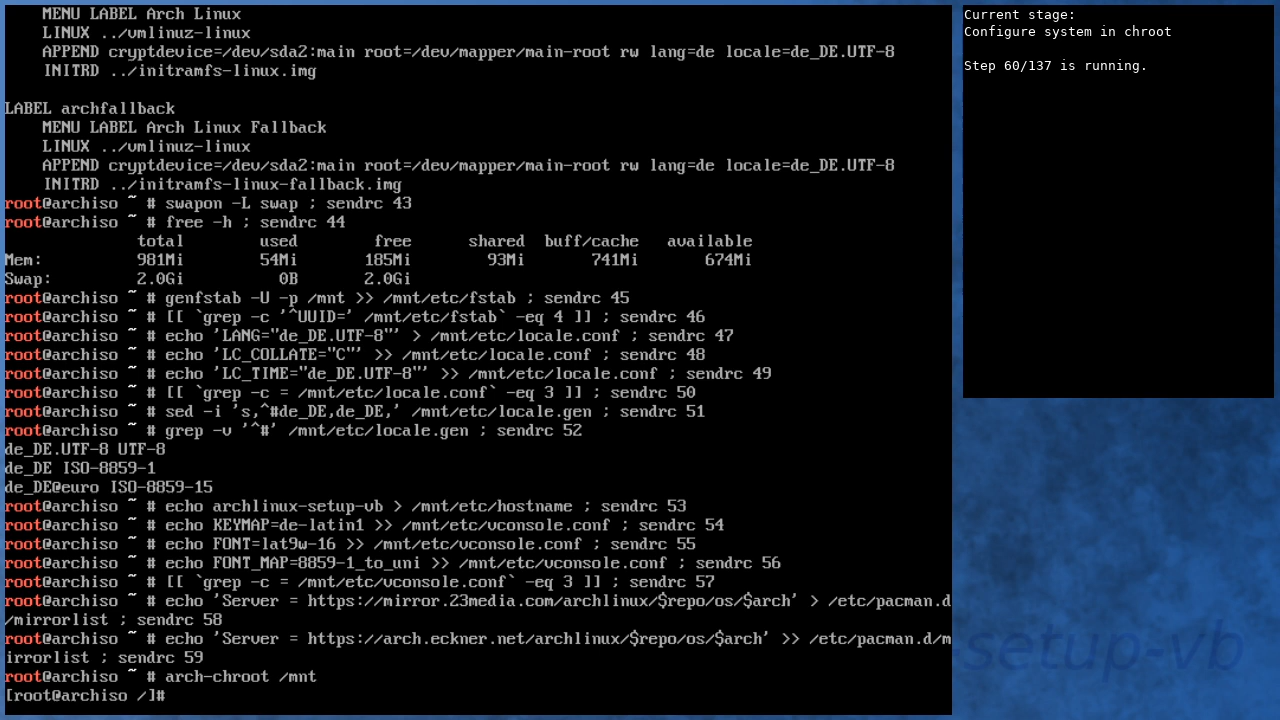 MENU LABEL Arch Linux
LINUX ../vmlinuz-linux
APPEND cryptdevice=/dev/sda2:main root=/dev/mapper/main-root rw lang=de locale=de_DE.UTF-8
INITRD ../initramfs-linux.img
LABEL archfallback
MENU LABEL Arch Linux Fallback
LINUX ../vmlinuz-linux
APPEND cryptdevice=/dev/sda2:main root=/dev/mapper/main-root rw lang=de locale=de_DE.UTF-8
INITRD ../initramfs-linux-fallback.img
root@archiso ~ # swapon -L swap ; sendrc 43
root@archiso ~ # free -h ; sendrc 44
total used free shared buff/cache available
Mem: 981Mi 54Mi 185Mi 93Mi 741Mi 674Mi
Swap: 2.0Gi 0B 2.0Gi
root@archiso ~ # genfstab -U -p /mnt >> /mnt/etc/fstab ; sendrc 45
root@archiso ~ # [[ `grep -c '^UUID=' /mnt/etc/fstab` -eq 4 ]] ; sendrc 46
root@archiso ~ # echo 'LANG="de_DE.UTF-8"' > /mnt/etc/locale.conf ; sendrc 47
root@archiso ~ # echo 'LC_COLLATE="C"' >> /mnt/etc/locale.conf ; sendrc 48
root@archiso ~ # echo 'LC_TIME="de_DE.UTF-8"' >> /mnt/etc/locale.conf ; sendrc 49
root@archiso ~ # [[ `grep -c = /mnt/etc/locale.conf` -eq 3 ]] ; sendrc 50
root@archiso ~ # sed -i 's,^#de_DE,de_DE,' /mnt/etc/locale.gen ; sendrc 51
root@archiso ~ # grep -v '^#' /mnt/etc/locale.gen ; sendrc 52
de_DE.UTF-8 UTF-8
de_DE ISO-8859-1
de_DE@euro ISO-8859-15
root@archiso ~ # echo archlinux-setup-vb > /mnt/etc/hostname ; sendrc 53
root@archiso ~ # echo KEYMAP=de-latin1 >> /mnt/etc/vconsole.conf ; sendrc 54
root@archiso ~ # echo FONT=lat9w-16 >> /mnt/etc/vconsole.conf ; sendrc 55
root@archiso ~ # echo FONT_MAP=8859-1_to_uni >> /mnt/etc/vconsole.conf ; sendrc 56
root@archiso ~ # [[ `grep -c = /mnt/etc/vconsole.conf` -eq 3 ]] ; sendrc 57
root@archiso ~ # echo 'Server = https://mirror.23media.com/archlinux/$repo/os/$arch' > /etc/pacman.d
/mirrorlist ; sendrc 58
root@archiso ~ # echo 'Server = https://arch.eckner.net/archlinux/$repo/os/$arch' >> /etc/pacman.d/m
irrorlist ; sendrc 59
root@archiso ~ # arch-chroot /mnt
[root@archiso /]#
Current stage:
Configure system in chroot
Step 60/137 is running.
-setup-vb